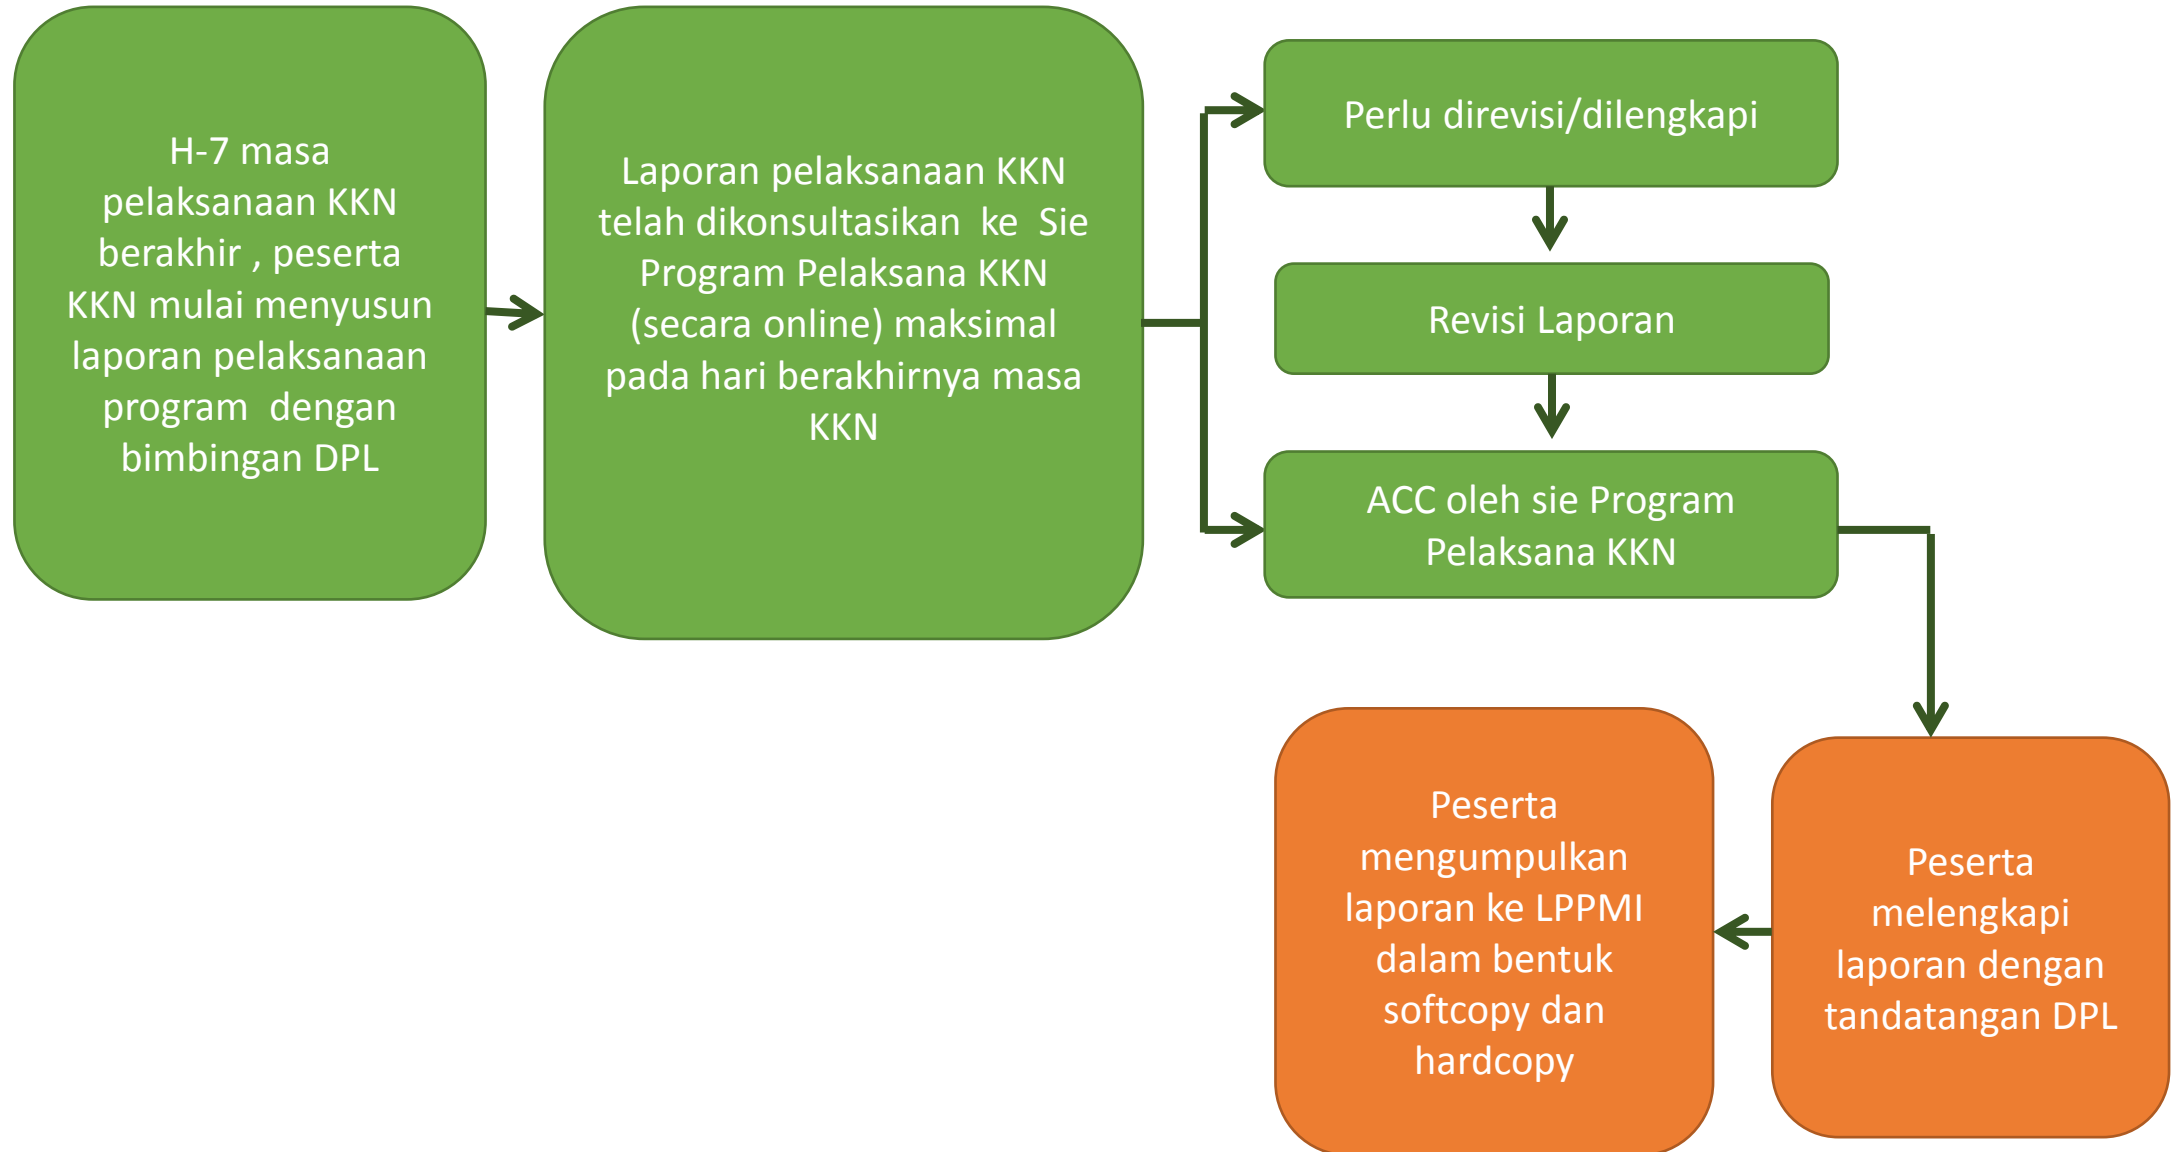 H-7 masa
pelaksanaan KKN
berakhir , peserta
KKN mulai menyusun
laporan pelaksanaan
program  dengan
bimbingan DPL
Laporan pelaksanaan KKN
telah dikonsultasikan  ke  Sie
Program Pelaksana KKN
(secara online) maksimal
pada hari berakhirnya masa
KKN
Perlu direvisi/dilengkapi
Revisi Laporan
ACC oleh sie Program
Pelaksana KKN
Peserta
melengkapi
laporan dengan
tandatangan DPL
Peserta
mengumpulkan
laporan ke LPPMI
dalam bentuk
softcopy dan
hardcopy